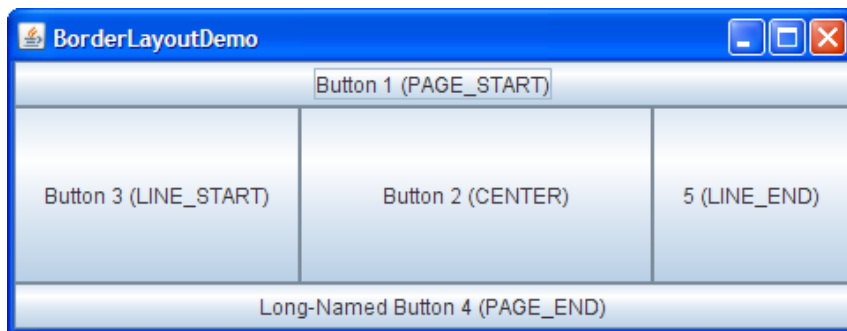 BorderLayoutDemo
Button 1 (PAGE_START)
Button 3 (LINE_START)
Button 2 (CENTER)
5 (LINE_END)
Long-Named Button 4 (PAGE_END)